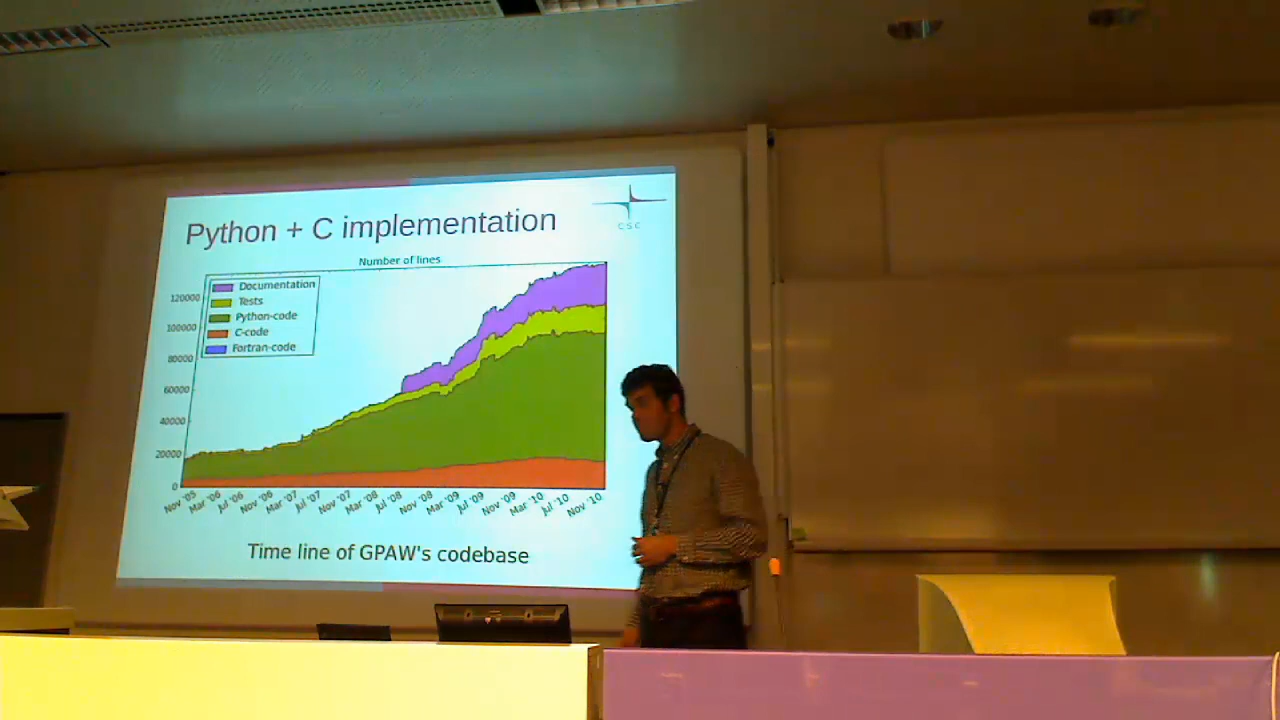 Python + C implementation
CSC
Number of lines
Documentation
Tests
Python-code
C-code
Fortran-code
120000
100000
80000
60000
40000
20000
0
Nov '05 Mar '06 Jul '06 Nov '06 Mar '07 Jul '07 Nov '07 Mar '08 Jul '08 Nov '08 Mar '09 Jul '09 Nov '09 Mar '10 Jul '10 Nov '10
Time line of GPAW's codebase